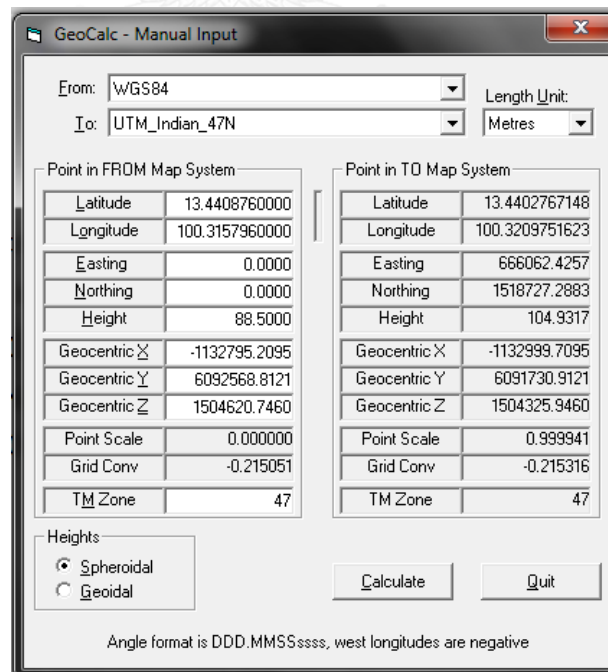 GeoCalc - Manual Input
From: WGS84
To: UTM_Indian_47N
Length Unit:
Metres
Point in FROM Map System
Latitude 13.4408760000
Longitude 100.3157960000
Easting 0.0000
Northing 0.0000
Height 88.5000
Geocentric X -1132795.2095
Geocentric Y 6092568.8121
Geocentric Z 1504620.7460
Point Scale 0.000000
Grid Conv -0.215051
TM Zone 47
Point in TO Map System
Latitude 13.4402767148
Longitude 100.3209751623
Easting 666062.4257
Northing 1518727.2883
Height 104.9317
Geocentric X -1132999.7095
Geocentric Y 6091730.9121
Geocentric Z 1504325.9460
Point Scale 0.999941
Grid Conv -0.215316
TM Zone 47
Heights
Spheroidal
Geoidal
Calculate
Quit
Angle format is DDD.MMSSssss, west longitudes are negative